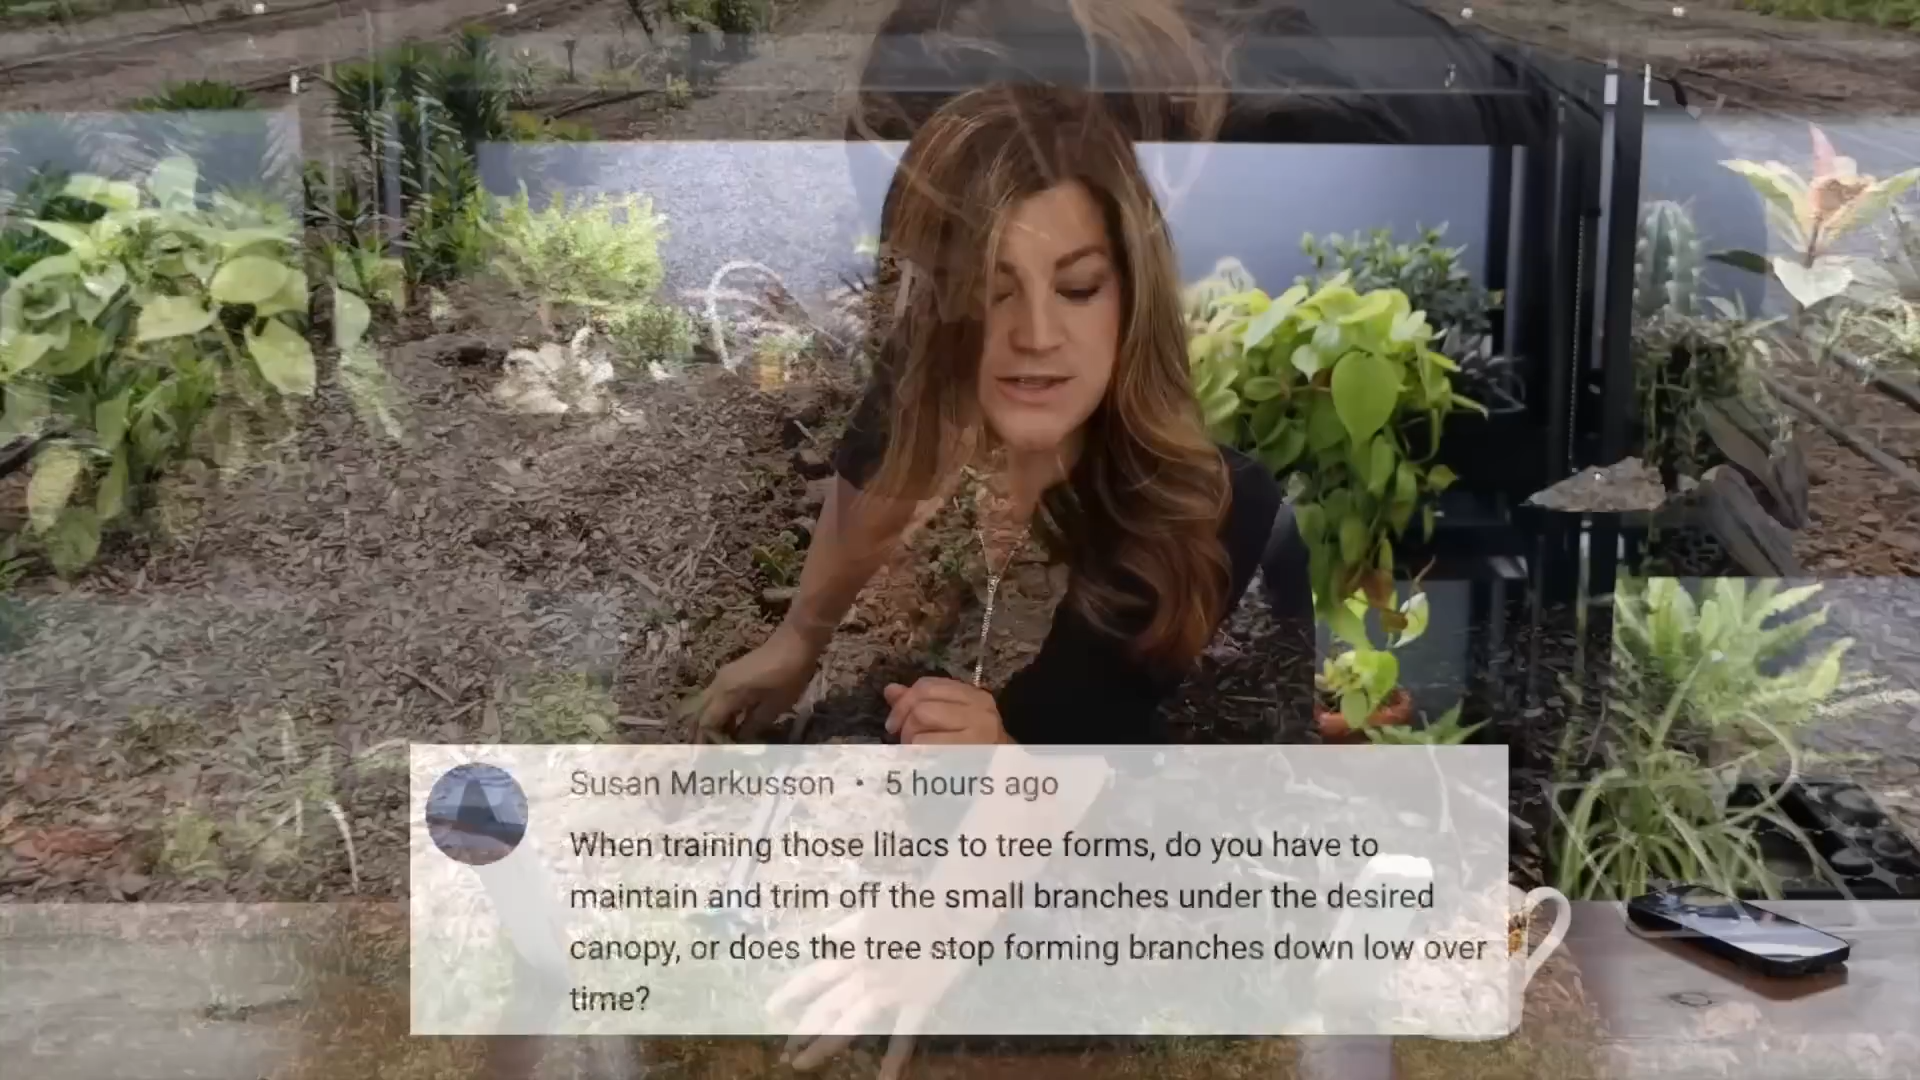 Susan Markusson • 5 hours ago
When training those lilacs to tree forms, do you have to
maintain and trim off the small branches under the desired
canopy, or does the tree stop forming branches down low over
time?